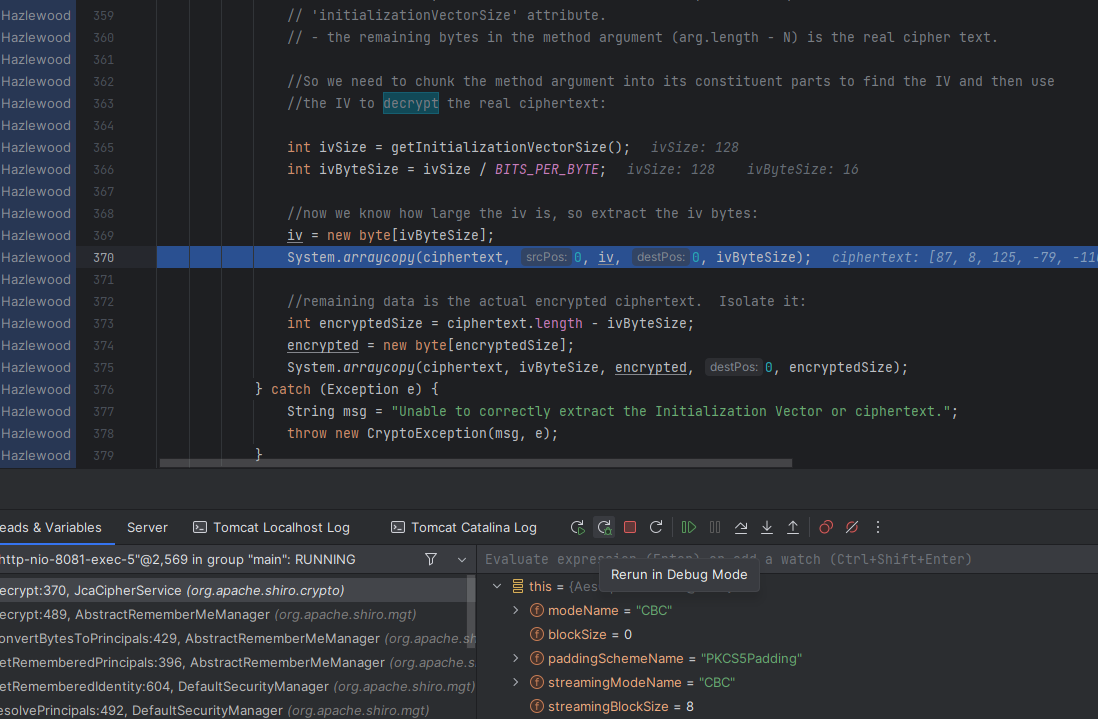 Hazlewood 359 // 'initializationVectorSize' attribute.
Hazlewood 360 // - the remaining bytes in the method argument (arg.length - N) is the real cipher text.
Hazlewood 361
Hazlewood 362 //So we need to chunk the method argument into its constituent parts to find the IV and then use
Hazlewood 363 //the IV to decrypt the real ciphertext:
Hazlewood 364
Hazlewood 365 int ivSize = getInitializationVectorSize(); ivSize: 128
Hazlewood 366 int ivByteSize = ivSize / BITS_PER_BYTE; ivSize: 128 ivByteSize: 16
Hazlewood 367
Hazlewood 368 //now we know how large the iv is, so extract the iv bytes:
Hazlewood 369 iv = new byte[ivByteSize];
Hazlewood 370 System.arraycopy(ciphertext, srcPos: 0, iv, destPos: 0, ivByteSize); ciphertext: [87, 8, 125, -79, -11
Hazlewood 371
Hazlewood 372 //remaining data is the actual encrypted ciphertext. Isolate it:
Hazlewood 373 int encryptedSize = ciphertext.length - ivByteSize;
Hazlewood 374 encrypted = new byte[encryptedSize];
Hazlewood 375 System.arraycopy(ciphertext, ivByteSize, encrypted, destPos: 0, encryptedSize);
Hazlewood 376 } catch (Exception e) {
Hazlewood 377 String msg = "Unable to correctly extract the Initialization Vector or ciphertext.";
Hazlewood 378 throw new CryptoException(msg, e);
Hazlewood 379 }
eads & Variables Server Tomcat Localhost Log Tomcat Catalina Log
http-nio-8081-exec-5"@2,569 in group "main": RUNNING
Evaluate expression (Enter) or add a watch (Ctrl+Shift+Enter)
Rerun in Debug Mode
ecrypt:370, JcaCipherService (org.apache.shiro.crypto)
ecrypt:489, AbstractRememberMeManager (org.apache.shiro.mgt)
onvertBytesToPrincipals:429, AbstractRememberMeManager (org.apache.sh
etRememberedPrincipals:396, AbstractRememberMeManager (org.apache.s
etRememberedIdentity:604, DefaultSecurityManager (org.apache.shiro.mgt)
esolvePrincipals:492, DefaultSecurityManager (org.apache.shiro.mgt)
this = {Aes
modeName = "CBC"
blockSize = 0
paddingSchemeName = "PKCS5Padding"
streamingModeName = "CBC"
streamingBlockSize = 8